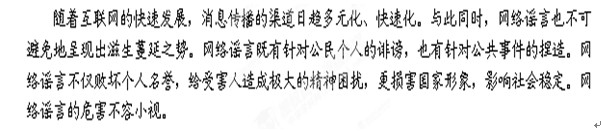 随着互联网的快速发展，消息传播的渠道日趋多元化、快速化。与此同时，网络谣言也不可
避免地呈现出滋生蔓延之势。网络谣言既有针对公民个人的诽谤，也有针对公共事件的捏造。网
络谣言不仅败坏个人名誉，给受害人造成极大的精神困扰，更损害国家形象，影响社会稳定。网
络谣言的危害不容小视。